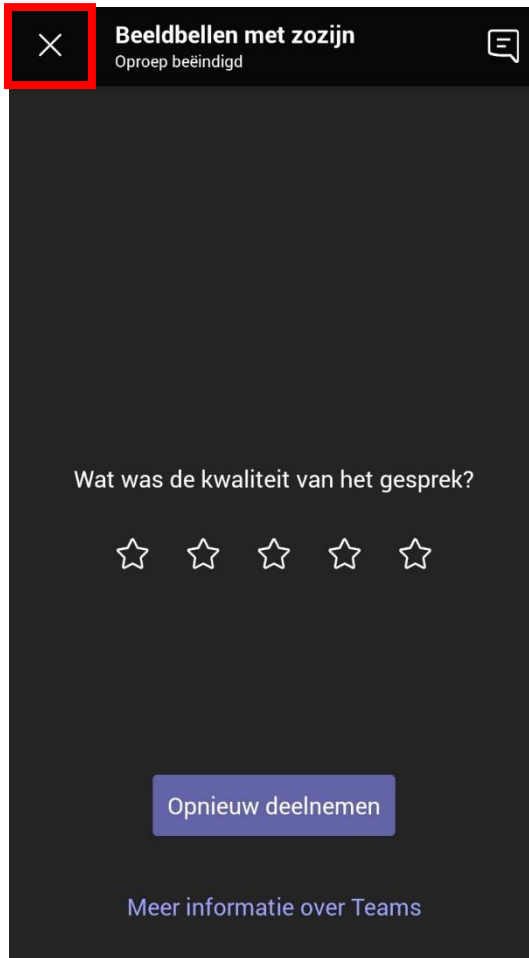 Beeldbellen met zozijn
Oproep beëindigd
Wat was de kwaliteit van het gesprek?
Opnieuw deelnemen
Meer informatie over Teams